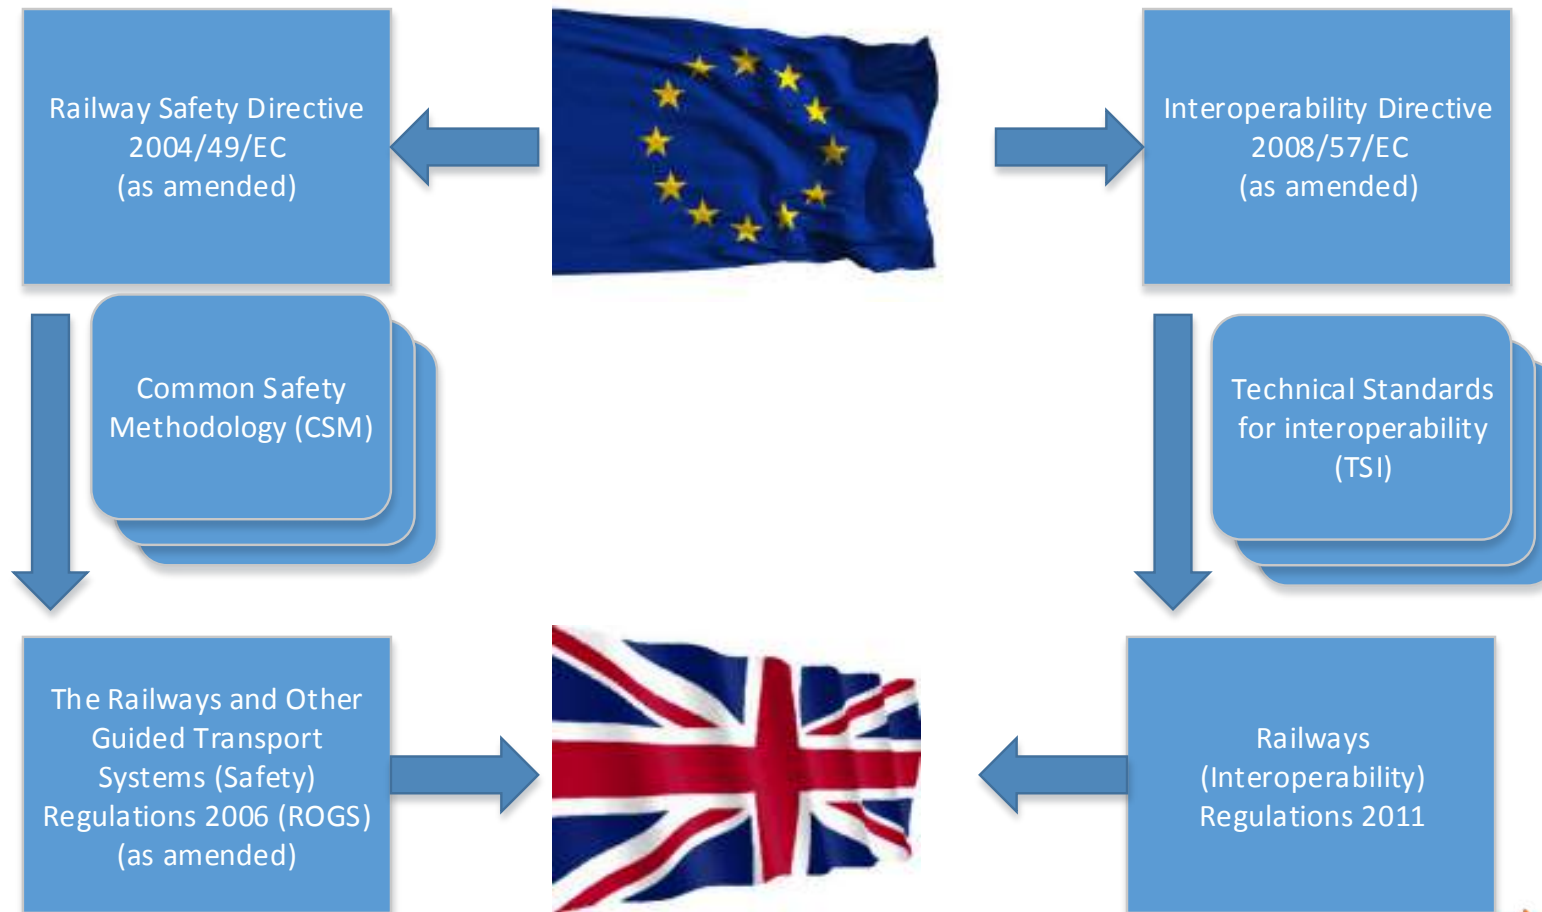 Railway Safety Directive
2004/49/EC
(as amended)
Interoperability Directive
2008/57/EC
(as amended)
Common Safety
Methodology (CSM)
Technical Standards
for interoperability
(TSI)
The Railways and Other
Guided Transport
Systems (Safety)
Regulations 2006 (ROGS)
(as amended)
Railways
(Interoperability)
Regulations 2011